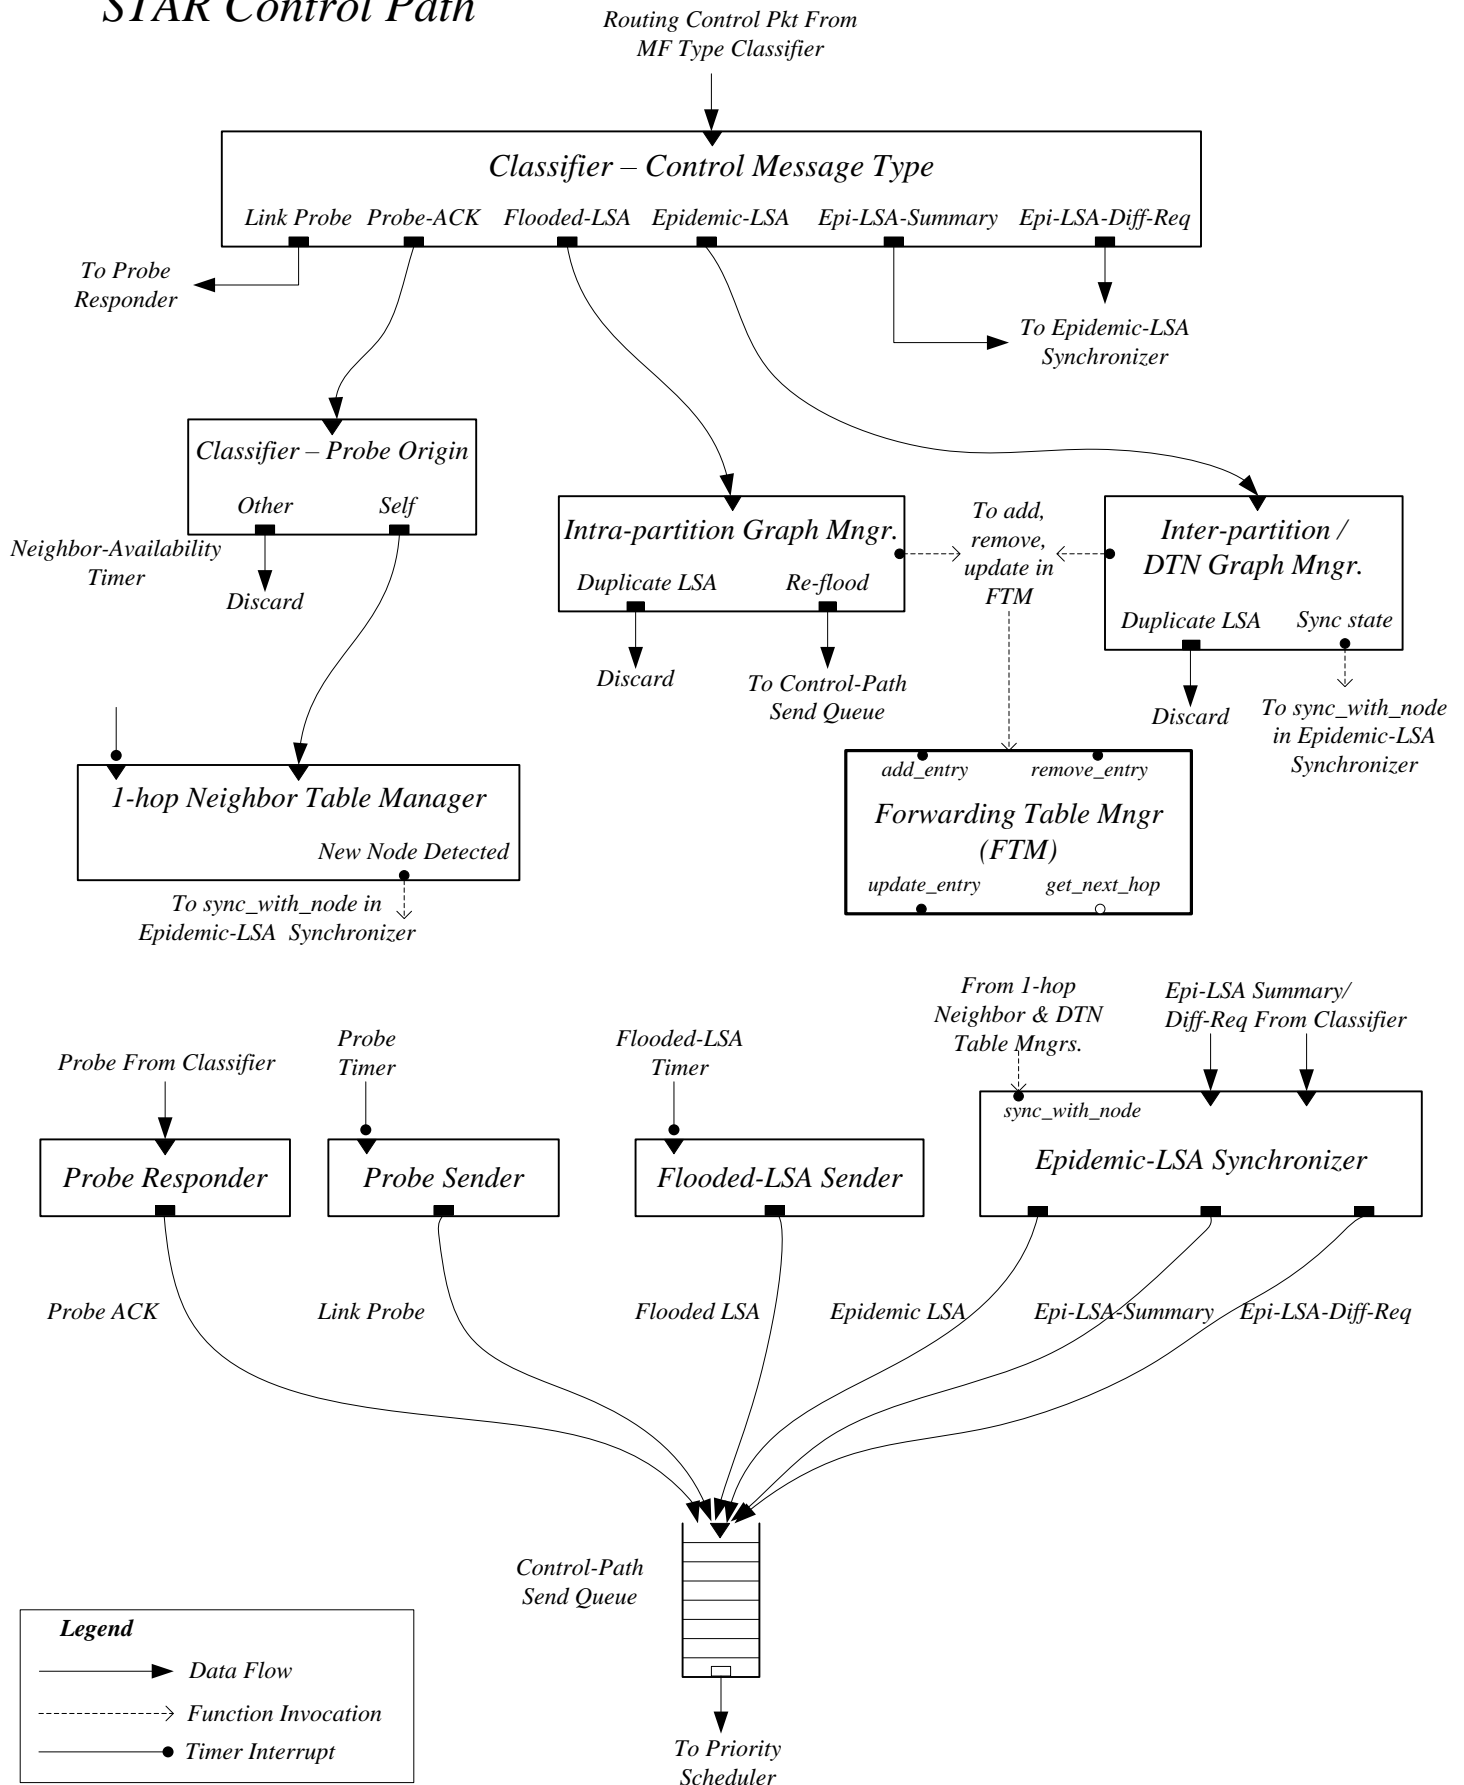 STAR Control Path
Routing Control Pkt From
MF Type Classifier
Classifier – Control Message Type
Link Probe
Probe-ACK
Flooded-LSA
Epidemic-LSA
Epi-LSA-Summary
Epi-LSA-Diff-Req
To Probe
Responder
To Epidemic-LSA
Synchronizer
Classifier – Probe Origin
Other
Self
Neighbor-Availability
Timer
Discard
Intra-partition Graph Mngr.
Duplicate LSA
Re-flood
Discard
To Control-Path
Send Queue
To add,
remove,
update in
FTM
Inter-partition /
DTN Graph Mngr.
Duplicate LSA
Sync state
Discard
To sync_with_node
in Epidemic-LSA
Synchronizer
1-hop Neighbor Table Manager
New Node Detected
To sync_with_node in
Epidemic-LSA Synchronizer
add_entry
remove_entry
Forwarding Table Mngr
(FTM)
update_entry
get_next_hop
Probe From Classifier
Probe
Timer
Flooded-LSA
Timer
From 1-hop
Neighbor & DTN
Table Mngrs.
Epi-LSA Summary/
Diff-Req From Classifier
Probe Responder
Probe Sender
Flooded-LSA Sender
sync_with_node
Epidemic-LSA Synchronizer
Probe ACK
Link Probe
Flooded LSA
Epidemic LSA
Epi-LSA-Summary
Epi-LSA-Diff-Req
Control-Path
Send Queue
Legend
Data Flow
Function Invocation
Timer Interrupt
To Priority
Scheduler